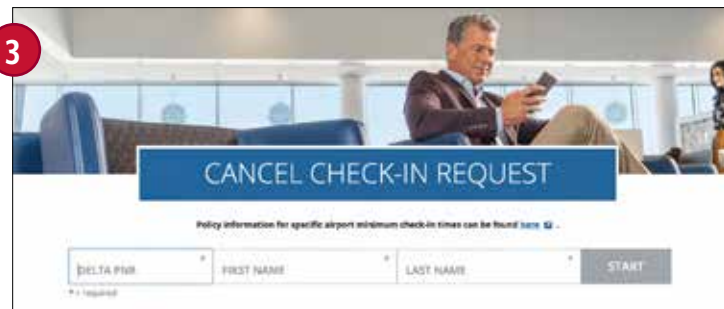 3
CANCEL CHECK-IN REQUEST
Policy information for specific airport minimum check-in times can be found here .
DELTA PNR * FIRST NAME * LAST NAME * START
* = required